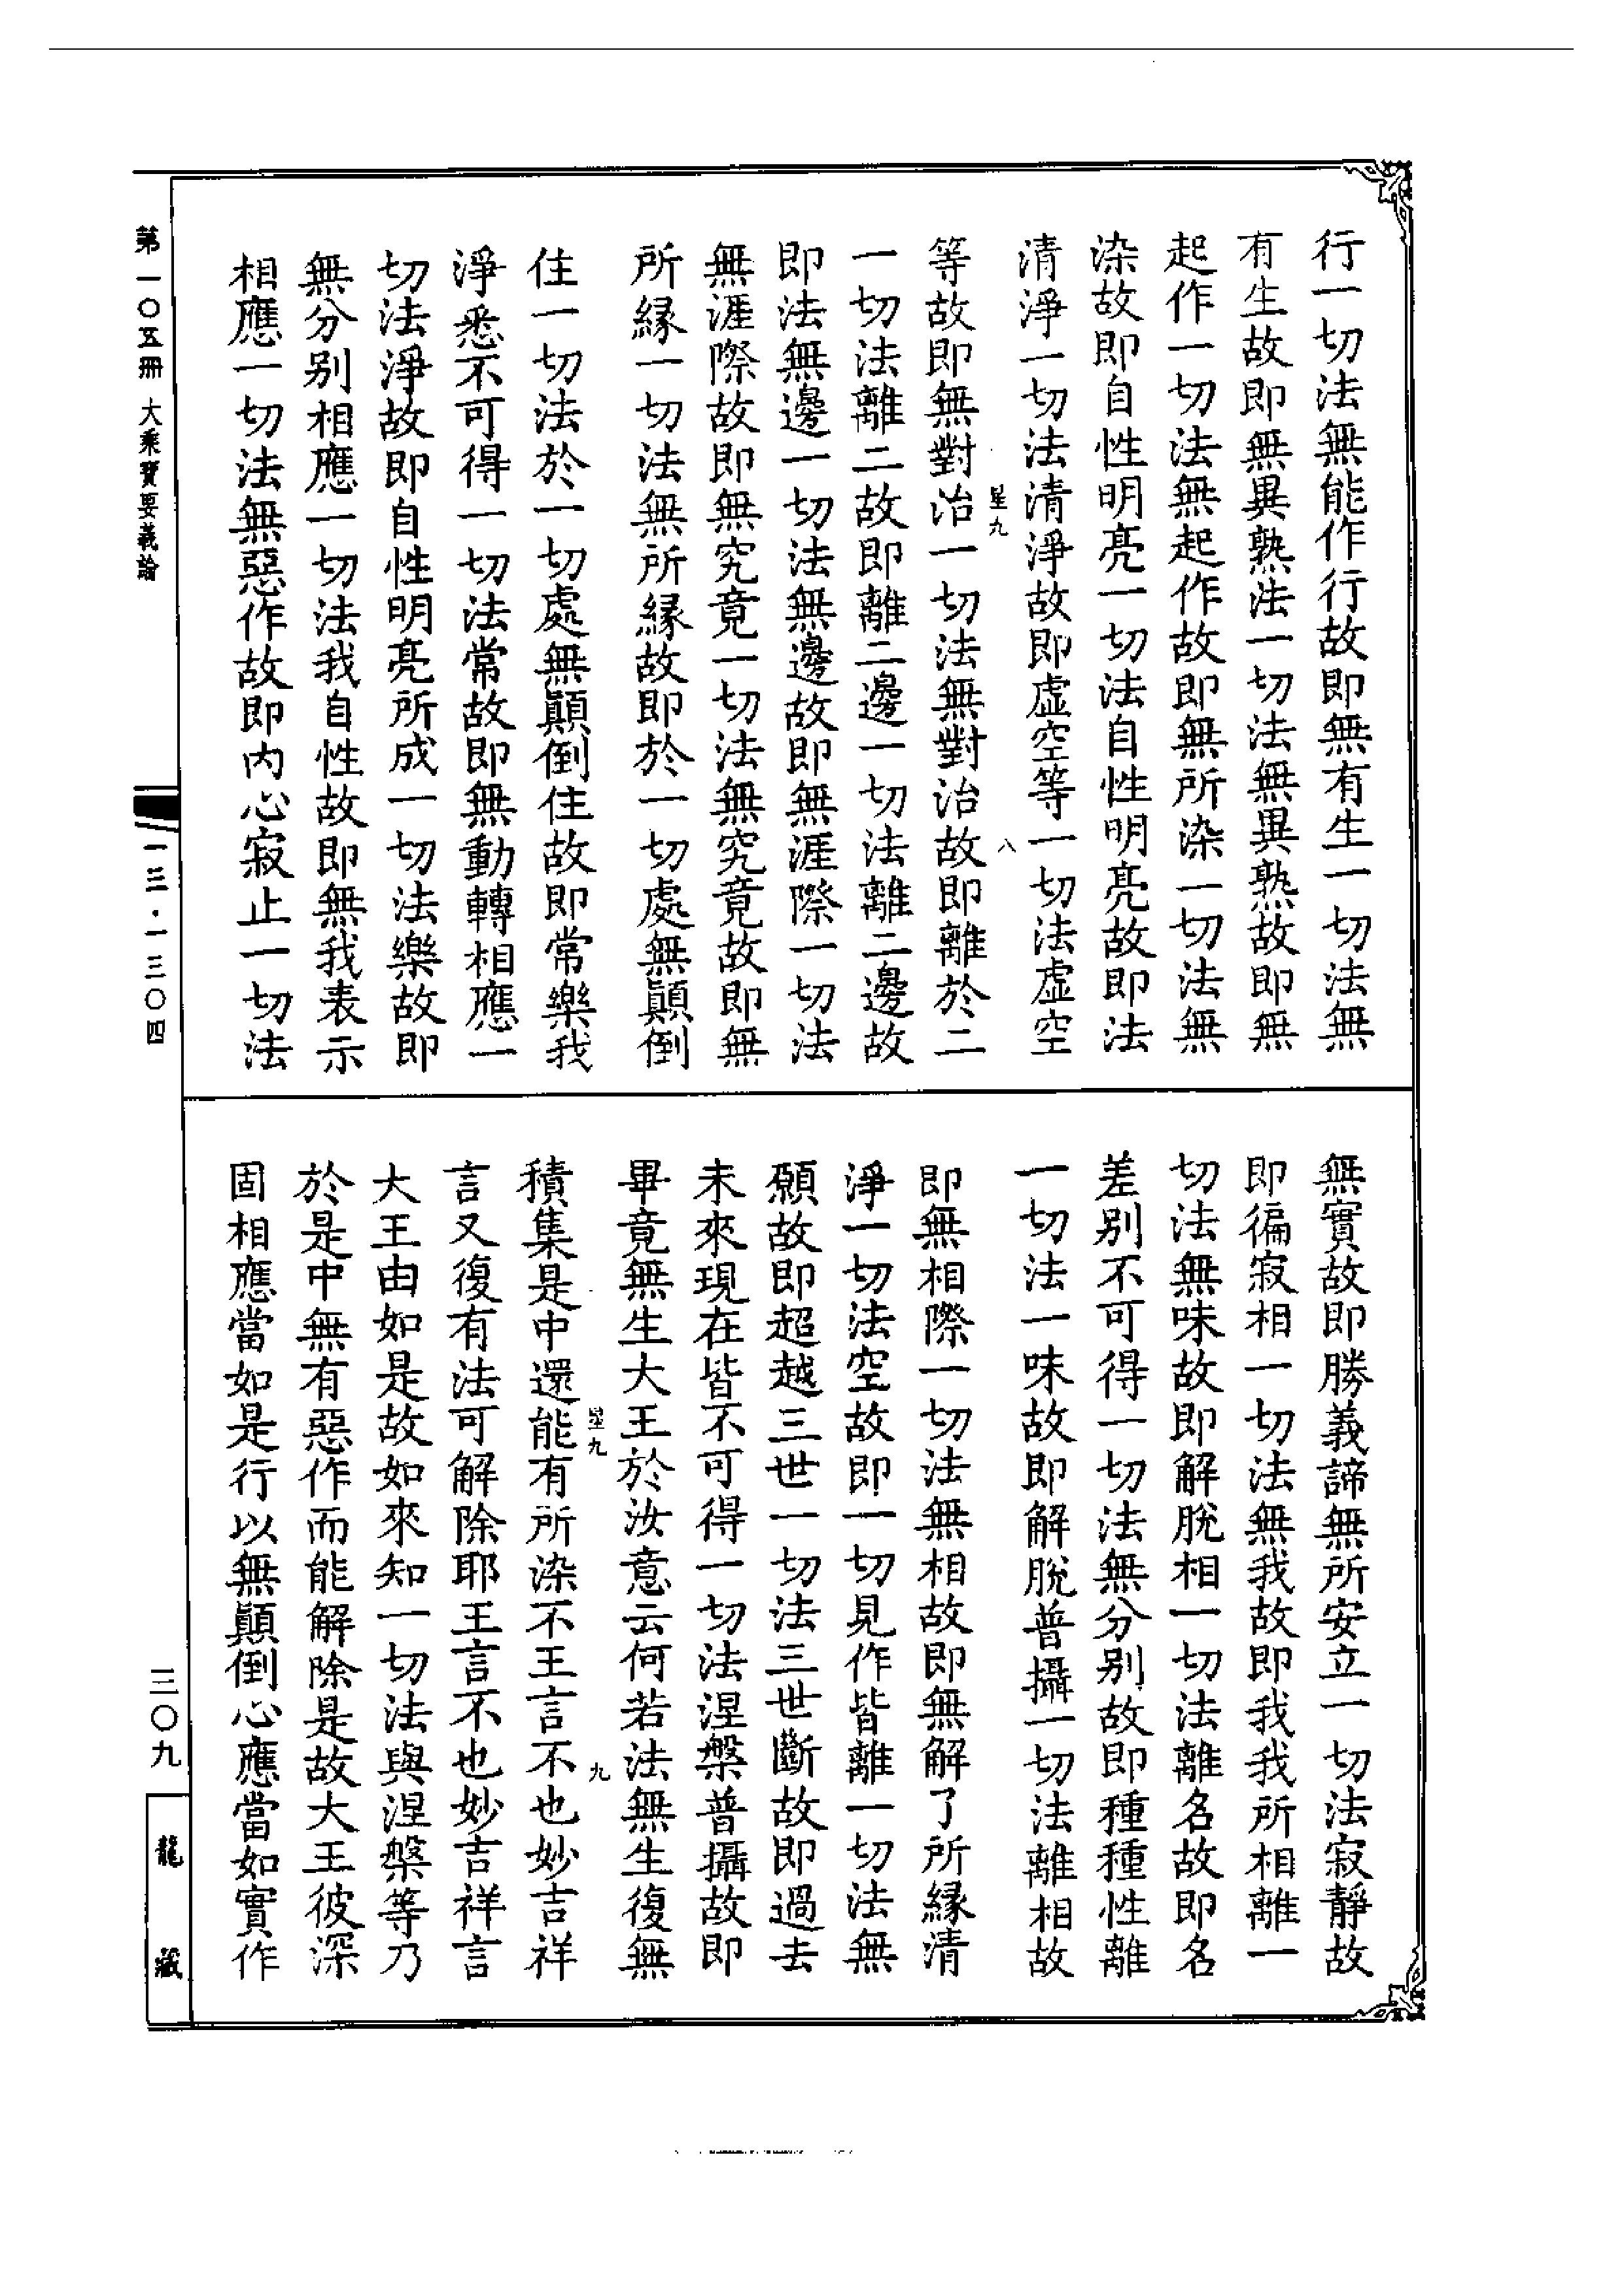 行一切法無能作行故即無有生一切法無
有生故即無異熟法一切法無異熟故即無
起作一切法無起作故即無所染一切法無
染故即自性明亮一切法自性明亮故即法
清淨一切法清淨故即虛空等一切法虛空
星九 八
等故即無對治一切法無對治故即離於二
一切法離二故即離二邊一切法離二邊故
即法無邊一切法無邊故即無涯際一切法
無涯際故即無究竟一切法無究竟故即無
所緣一切法無所緣故即於一切處無顛倒
住一切法於一切處無顛倒住故即常樂我
淨悉不可得一切法常故即無動轉相應一
切法淨故即自性明亮所成一切法樂故即
無分別相應一切法我自性故即無我表示
相應一切法無惡作故即內心寂止一切法
無實故即勝義諦無所安立一切法寂靜故
即徧寂相一切法無我故即我我所相離一
切法無味故即解脫相一切法離名故即名
差別不可得一切法無分別故即種種性離
一切法一味故即解脫普攝一切法離相故
即無相際一切法無相故即無解了所緣清
淨一切法空故即一切見作皆離一切法無
願故即超越三世一切法三世斷故即過去
未來現在皆不可得一切法涅槃普攝故即
畢竟無生大王於汝意云何若法無生復無
星九 九
積集是中還能有所染不王言不也妙吉祥
言又復有法可解除耶王言不也妙吉祥言
大王由如是故如來知一切法與涅槃等乃
於是中無有惡作而能解除是故大王彼深
固相應當如是行以無顛倒心應當如實作
第一〇五冊 大乘寶要義論
一三·一三〇四
三〇九
龍藏